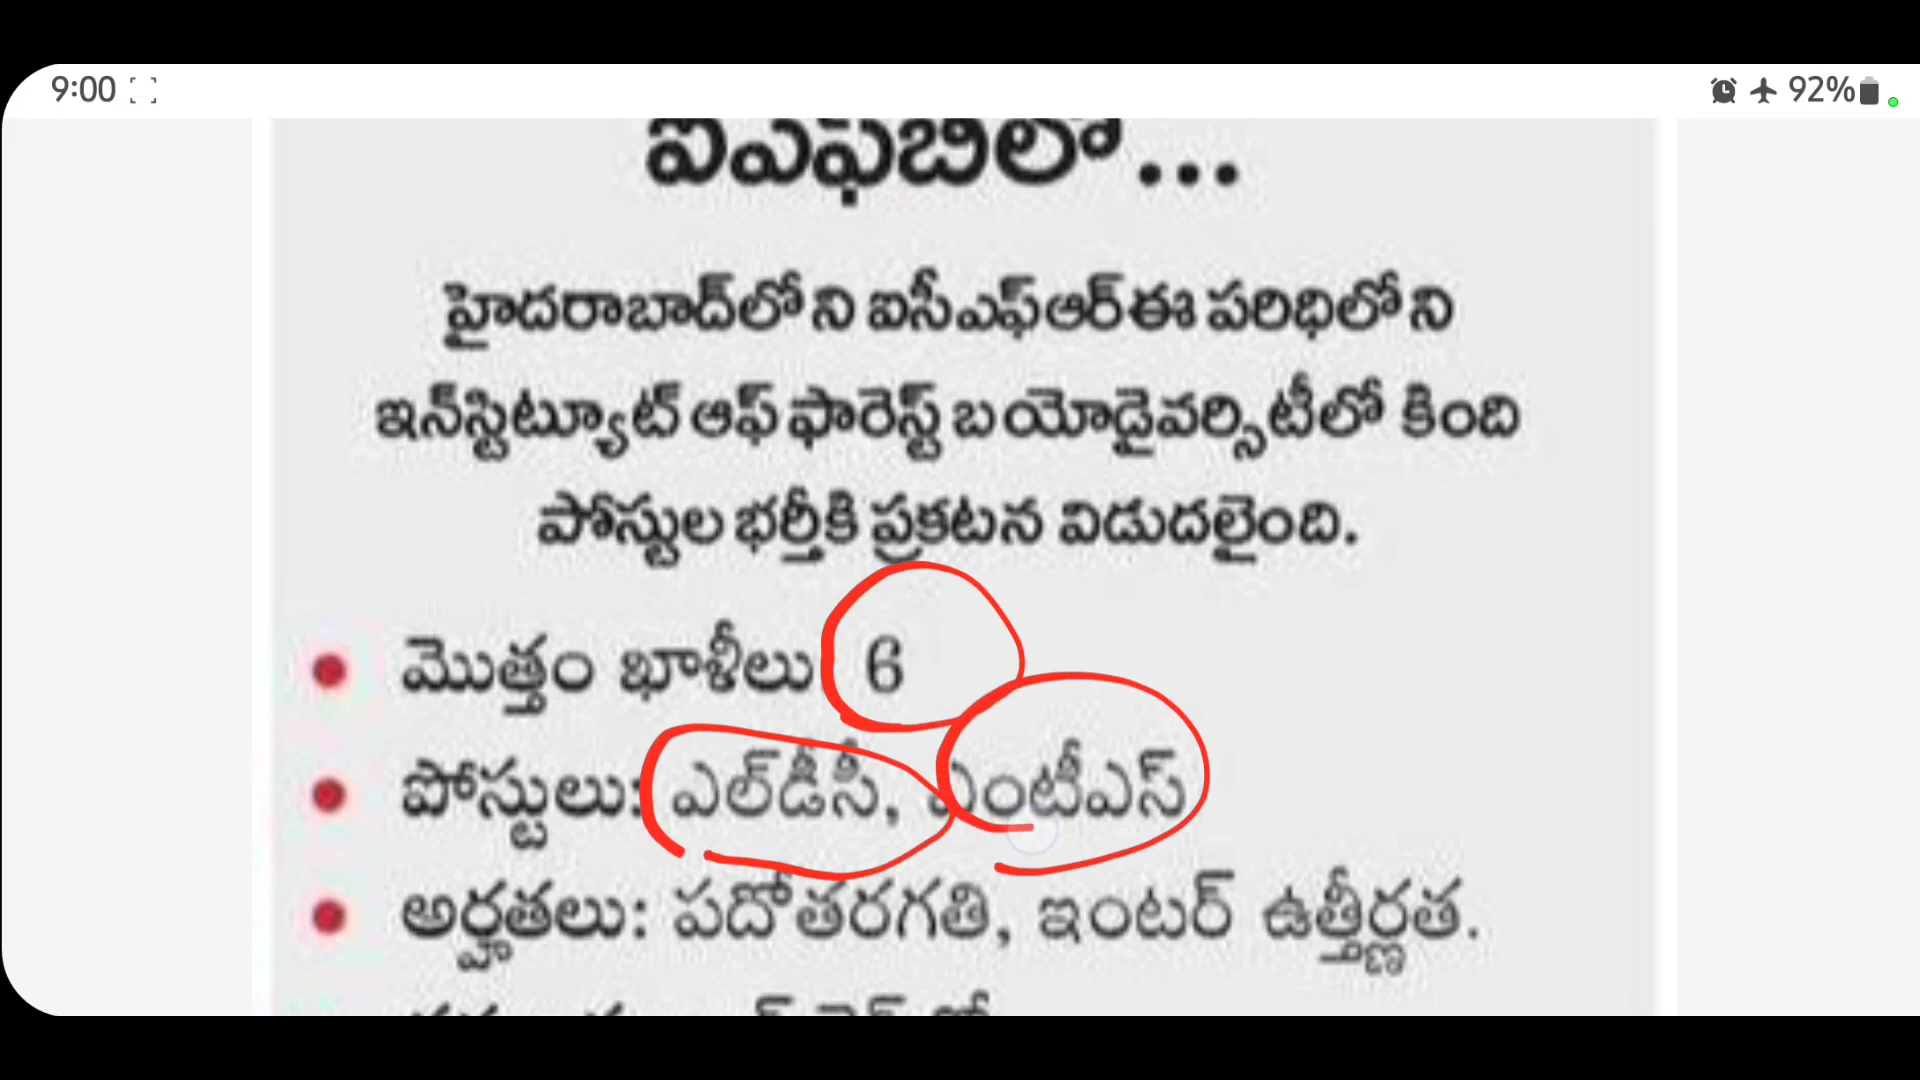 9:00
92%
ఐఎఫ్‌బీలో...
హైదరాబాద్‌లోని ఐసీఎఫ్ఆర్ఈ పరిధిలోని
ఇన్‌స్టిట్యూట్ ఆఫ్ ఫారెస్ట్ బయోడైవర్సిటీలో కింది
పోస్టుల భర్తీకి ప్రకటన విడుదలైంది.
మొత్తం ఖాళీలు 6
పోస్టులు: ఎల్‌డీసీ, ఎంటీఎస్
అర్హతలు: పదోతరగతి, ఇంటర్ ఉత్తీర్ణత.